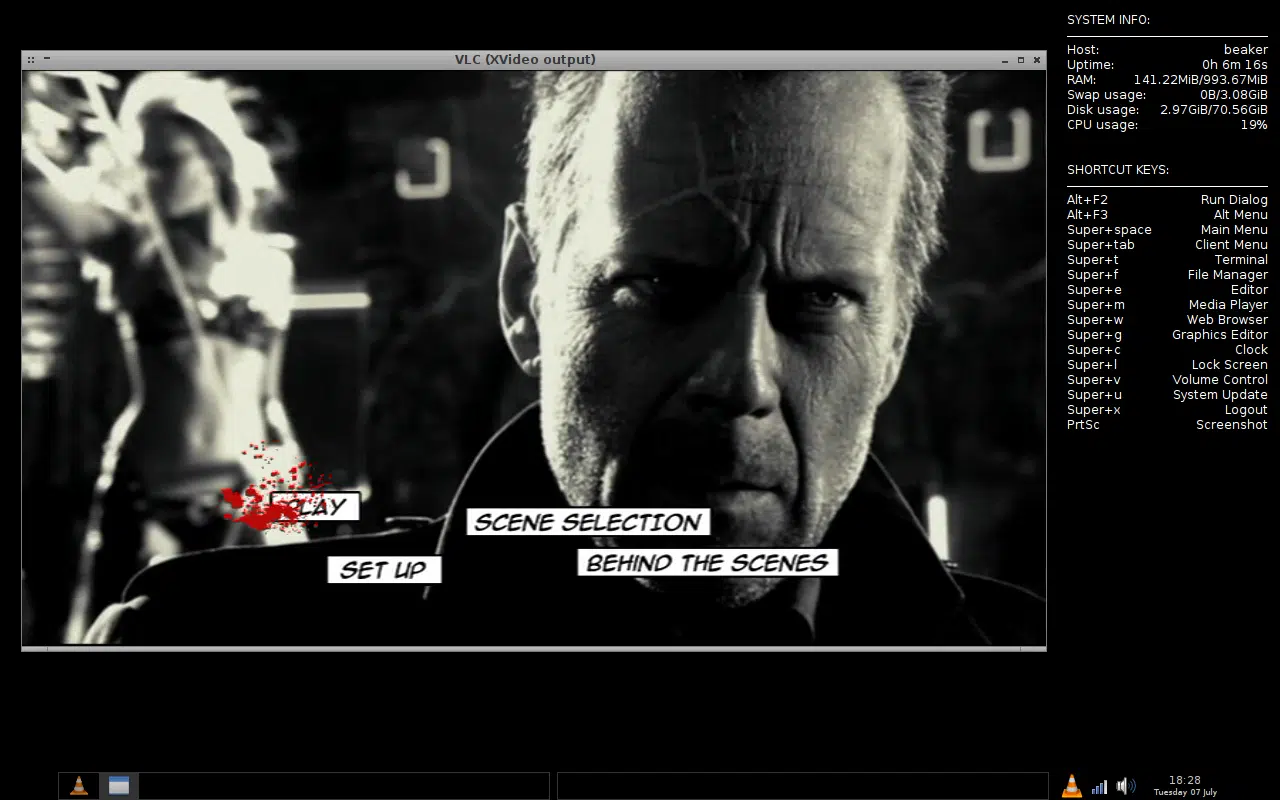 VLC (XVideo output)
PLAY
SCENE SELECTION
SET UP
BEHIND THE SCENES
SYSTEM INFO:
Host: beaker
Uptime: 0h 6m 16s
RAM: 141.22MiB/993.67MiB
Swap usage: 0B/3.08GiB
Disk usage: 2.97GiB/70.56GiB
CPU usage: 19%
SHORTCUT KEYS:
Alt+F2 Run Dialog
Alt+F3 Alt Menu
Super+space Main Menu
Super+tab Client Menu
Super+t Terminal
Super+f File Manager
Super+e Editor
Super+m Media Player
Super+w Web Browser
Super+g Graphics Editor
Super+c Clock
Super+l Lock Screen
Super+v Volume Control
Super+u System Update
Super+x Logout
PrtSc Screenshot
18:28
Tuesday 07 July